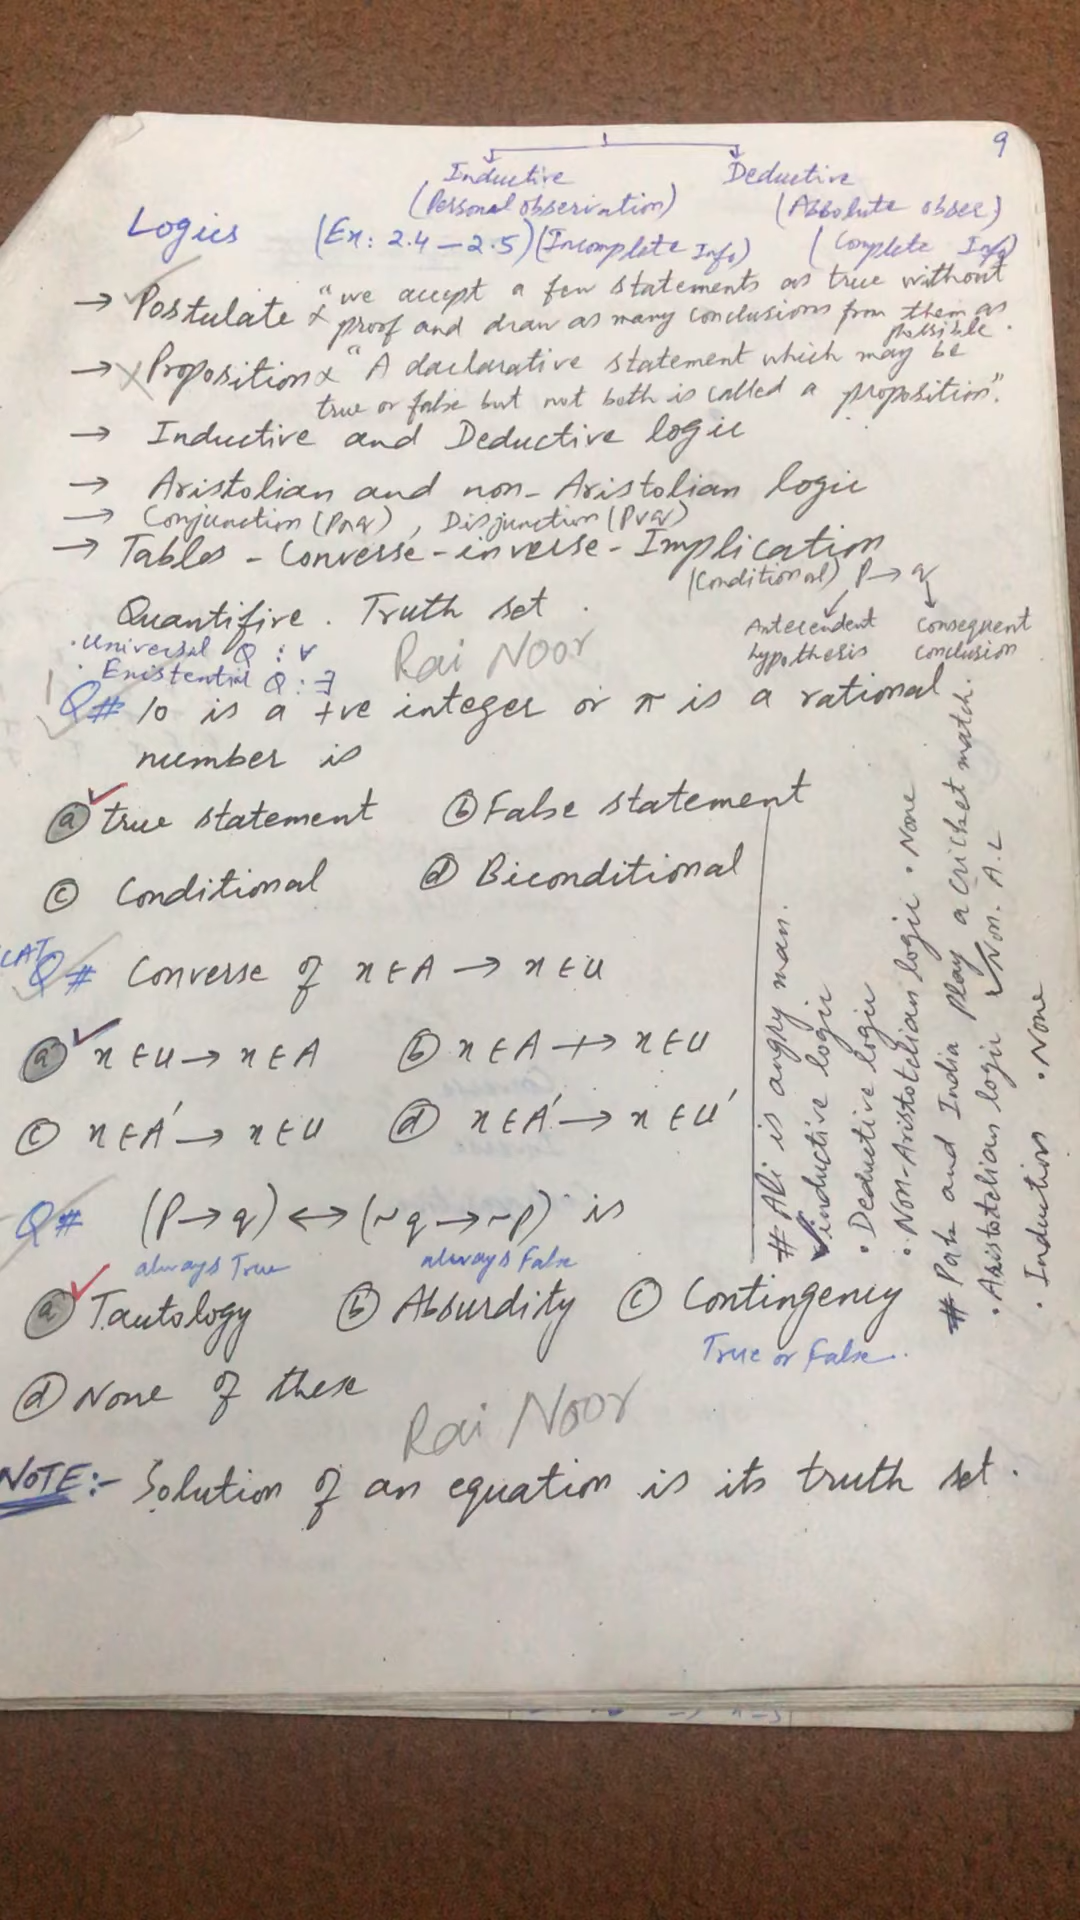 9
Inductive Deductive
(Personal observation) (Absolute obser)
Logics (Ex: 2.4 — 2.5) (Incomplete Info) (Complete Info)
→ Postulate "we accept a few statements as true without
proof and draw as many conclusions from them as
possible.
→ Proposition "A daclarative statement which may be
true or false but not both is called a proposition".
→ Inductive and Deductive logic
→ Aristolian and non-Aristolian logic
→ Conjunction (P∧q), Disjunction (P∨q)
→ Tables - Converse - inverse - Implication
(Conditional) P→q
Quantifire. Truth set.
Antecendent Consequent
hypothesis conclusion
. Universal Q : ∀
. Existential Q : ∃
Rai Noor
Q# 10 is a +ve integer or π is a rational
number is
ⓐ true statement ⓑ False statement
ⓒ Conditional ⓓ Biconditional
CAT
Q# Converse of x∈A → x∈U
ⓐ x∈U → x∈A ⓑ x∈A ↛ x∈U
ⓒ x∈A' → x∈U ⓓ x∈A' → x∈U'
Q# (P→q) ↔ (~q→~p) is
always True always False
ⓐ Tautology ⓑ Absurdity ⓒ Contingency
True or False.
ⓓ None of these
Rai Noor
NOTE:- Solution of an equation is its truth set.
# Ali is angry man.
✓inductive logic
• Deductive logic
• Non-Aristotelian logic • None
# Pak and India Play a cricket match.
• Aristotelian logic ✓Non. A.L
• Induction • None